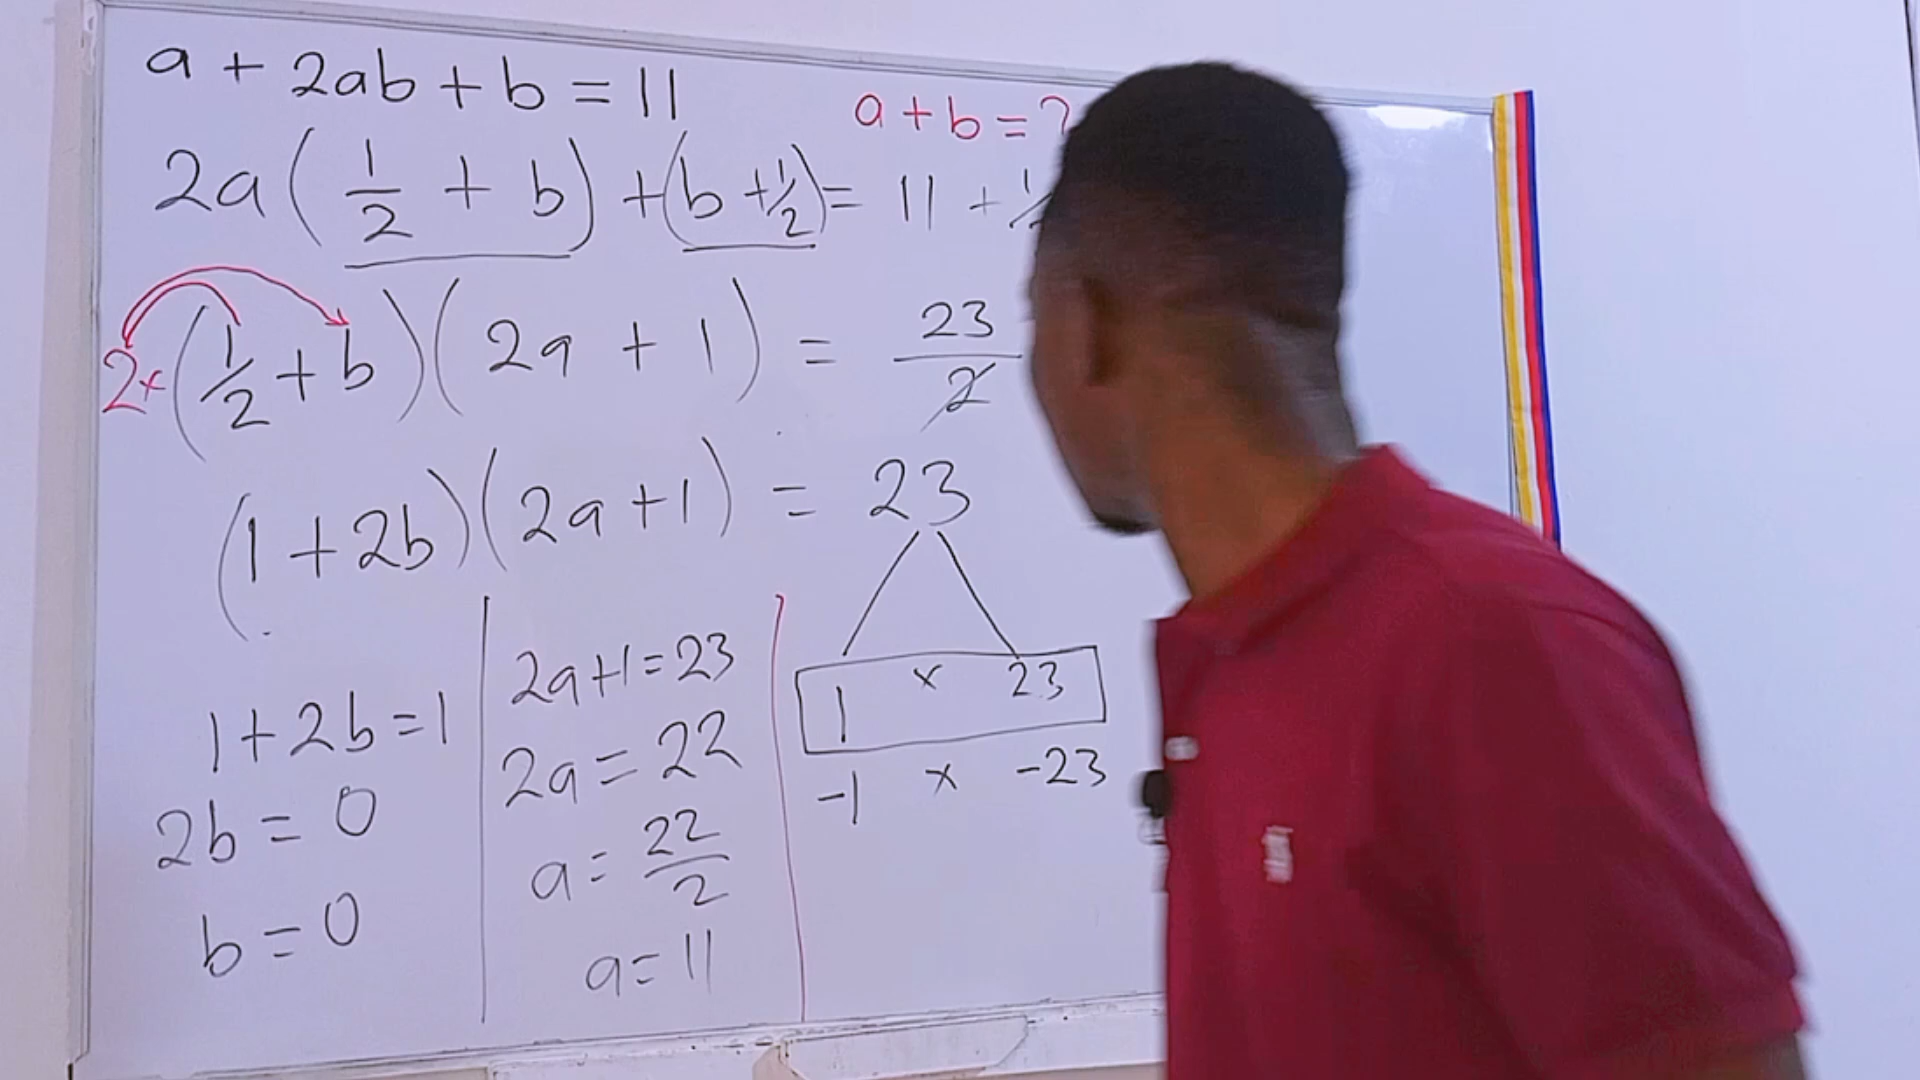 a + 2ab + b = 11
a + b = ?
2a(1/2 + b) + (b + 1/2) = 11 + 1/
2×(1/2 + b)(2a + 1) = 23/2
(1 + 2b)(2a + 1) = 23
1 × 23
-1 × -23
1 + 2b = 1
2b = 0
b = 0
2a + 1 = 23
2a = 22
a = 22/2
a = 11